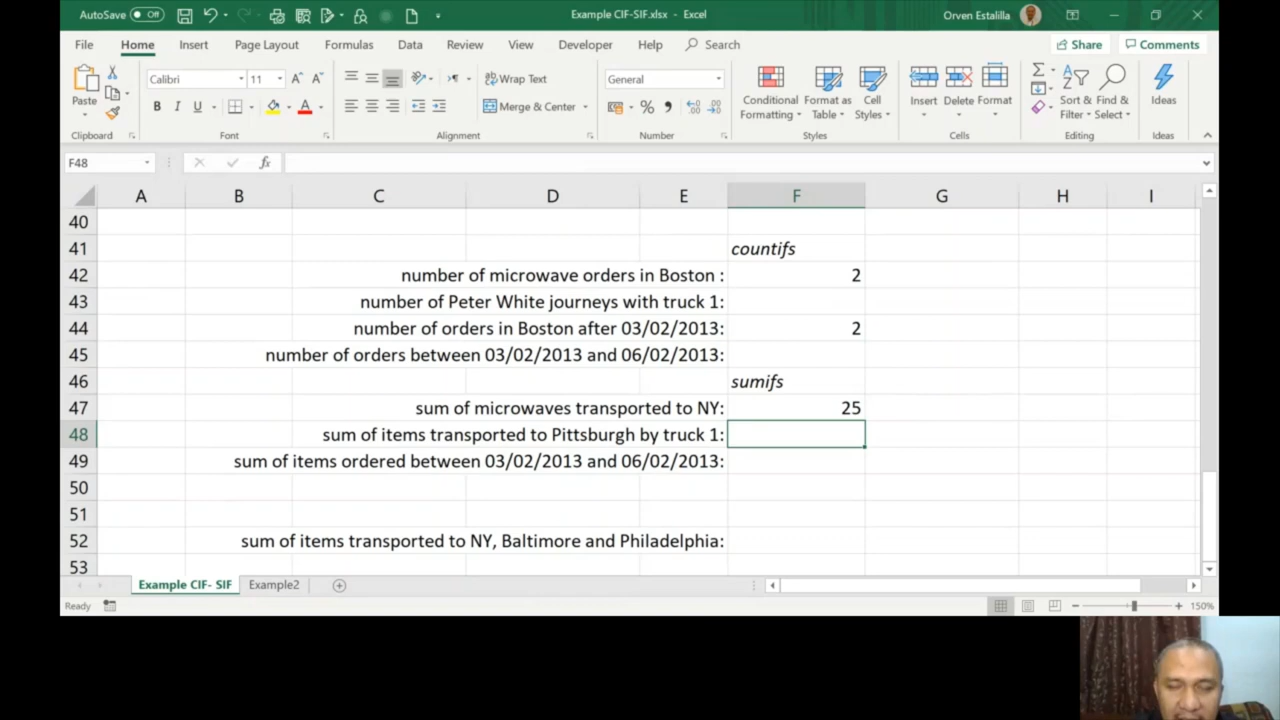 AutoSave Off Example CIF-SIF.xlsx - Excel Orven Estalilla
File Home Insert Page Layout Formulas Data Review View Developer Help Search Share Comments
Paste
Calibri 11
B I U A
Wrap Text
Merge & Center
General
Conditional Formatting
Format as Table
Cell Styles
Insert Delete Format
Sort & Filter
Find & Select
Ideas
Clipboard Font Alignment Number Styles Cells Editing Ideas
F48 fx
A B C D E F G H I
40
41 countifs
42 number of microwave orders in Boston : 2
43 number of Peter White journeys with truck 1:
44 number of orders in Boston after 03/02/2013: 2
45 number of orders between 03/02/2013 and 06/02/2013:
46 sumifs
47 sum of microwaves transported to NY: 25
48 sum of items transported to Pittsburgh by truck 1:
49 sum of items ordered between 03/02/2013 and 06/02/2013:
50
51
52 sum of items transported to NY, Baltimore and Philadelphia:
53
Example CIF- SIF Example2
Ready 150%